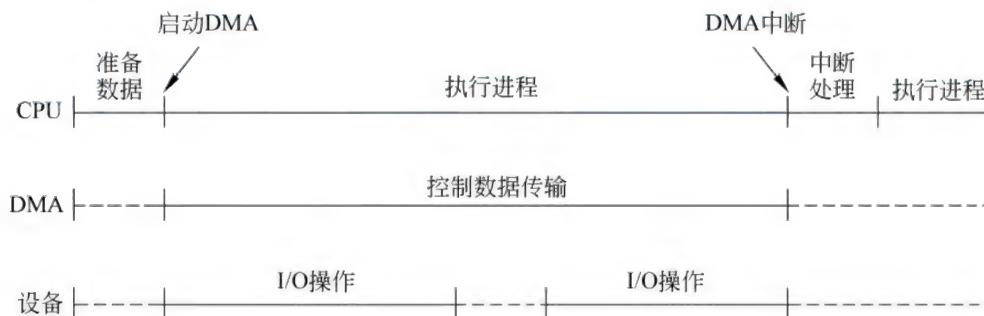 启动DMA
DMA中断
准备
数据
执行进程
中断
处理
执行进程
CPU
DMA
控制数据传输
设备
I/O操作
I/O操作